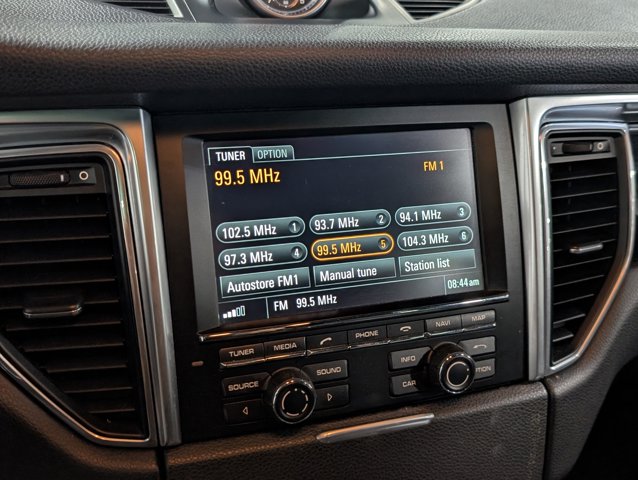 TUNER OPTION
99.5 MHz FM 1
102.5 MHz 1 93.7 MHz 2 94.1 MHz 3
97.3 MHz 4 99.5 MHz 5 104.3 MHz 6
Autostore FM1 Manual tune Station list
FM 99.5 MHz 08:44am
TUNER MEDIA PHONE NAVI MAP
SOURCE SOUND INFO
CAR